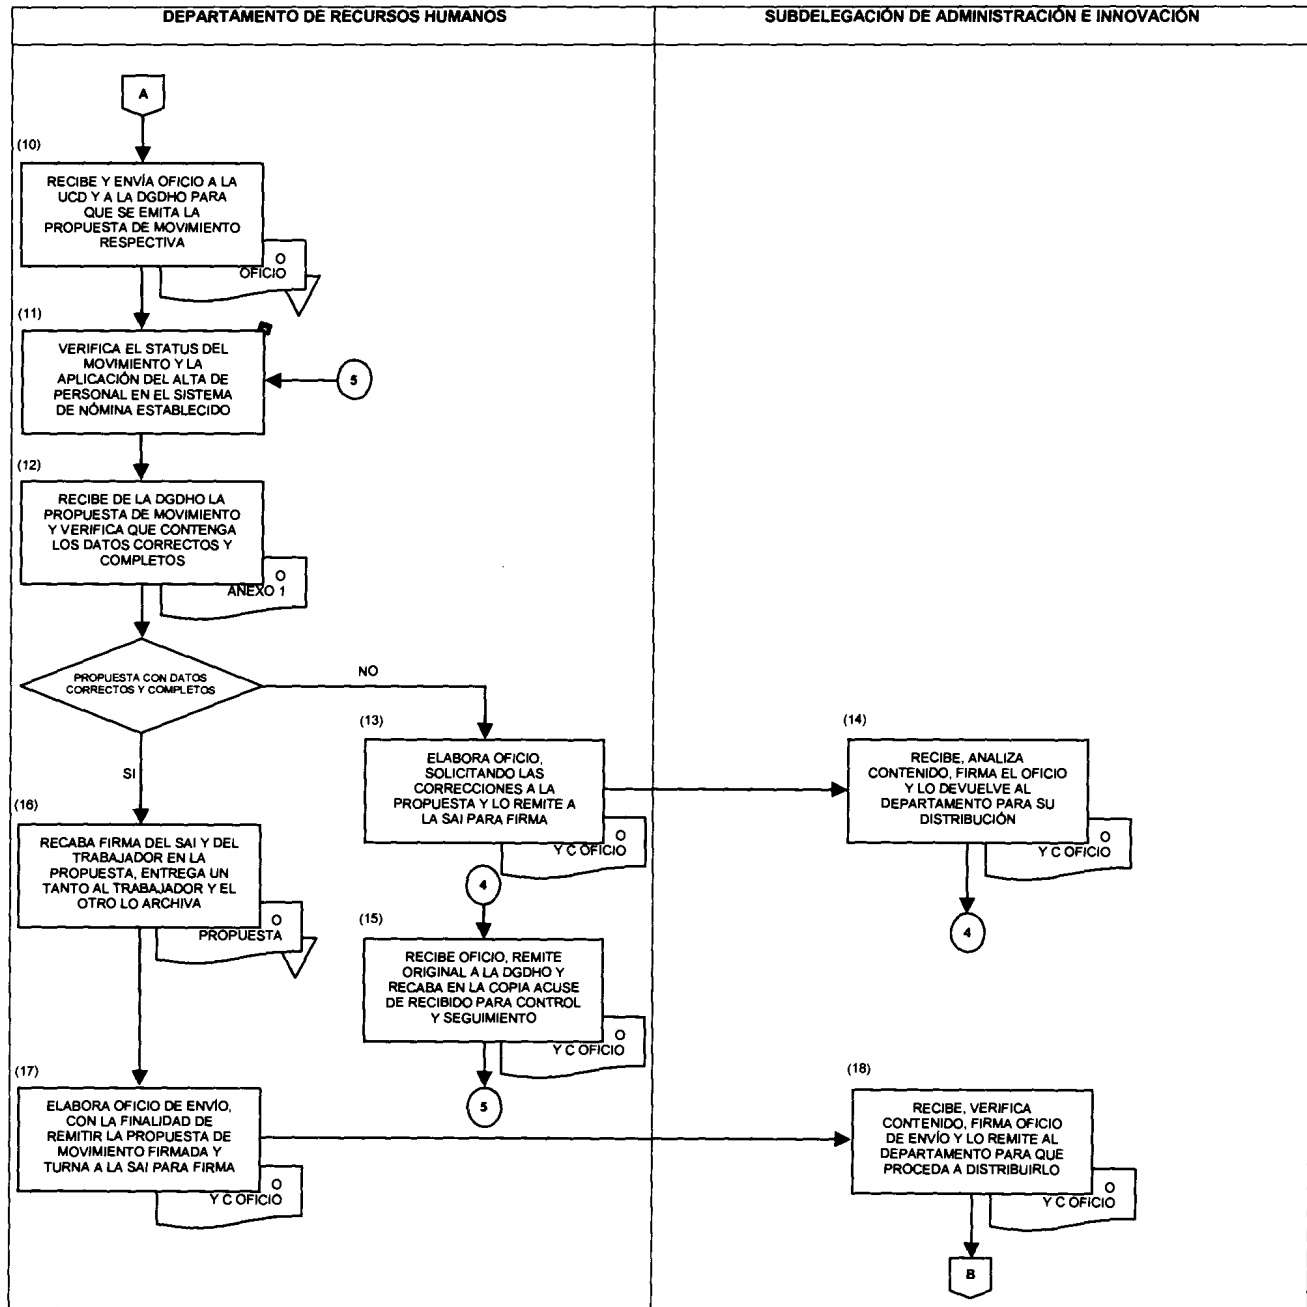 DEPARTAMENTO DE RECURSOS HUMANOS
SUBDELEGACIÓN DE ADMINISTRACIÓN E INNOVACIÓN
A
(10)
RECIBE Y ENVÍA OFICIO A LA
UCD Y A LA DGDHO PARA
QUE SE EMITA LA
PROPUESTA DE MOVIMIENTO
RESPECTIVA
O
OFICIO
(11)
VERIFICA EL STATUS DEL
MOVIMIENTO Y LA
APLICACIÓN DEL ALTA DE
PERSONAL EN EL SISTEMA
DE NÓMINA ESTABLECIDO
5
(12)
RECIBE DE LA DGDHO LA
PROPUESTA DE MOVIMIENTO
Y VERIFICA QUE CONTENGA
LOS DATOS CORRECTOS Y
COMPLETOS
O
ANEXO 1
PROPUESTA CON DATOS
CORRECTOS Y COMPLETOS
NO
SI
(13)
ELABORA OFICIO,
SOLICITANDO LAS
CORRECCIONES A LA
PROPUESTA Y LO REMITE A
LA SAI PARA FIRMA
O
Y C OFICIO
(14)
RECIBE, ANALIZA
CONTENIDO, FIRMA EL OFICIO
Y LO DEVUELVE AL
DEPARTAMENTO PARA SU
DISTRIBUCIÓN
O
Y C OFICIO
4
4
(15)
RECIBE OFICIO, REMITE
ORIGINAL A LA DGDHO Y
RECABA EN LA COPIA ACUSE
DE RECIBIDO PARA CONTROL
Y SEGUIMIENTO
O
Y C OFICIO
5
(16)
RECABA FIRMA DEL SAI Y DEL
TRABAJADOR EN LA
PROPUESTA, ENTREGA UN
TANTO AL TRABAJADOR Y EL
OTRO LO ARCHIVA
O
PROPUESTA
(17)
ELABORA OFICIO DE ENVÍO,
CON LA FINALIDAD DE
REMITIR LA PROPUESTA DE
MOVIMIENTO FIRMADA Y
TURNA A LA SAI PARA FIRMA
O
Y C OFICIO
(18)
RECIBE, VERIFICA
CONTENIDO, FIRMA OFICIO
DE ENVÍO Y LO REMITE AL
DEPARTAMENTO PARA QUE
PROCEDA A DISTRIBUIRLO
O
Y C OFICIO
B